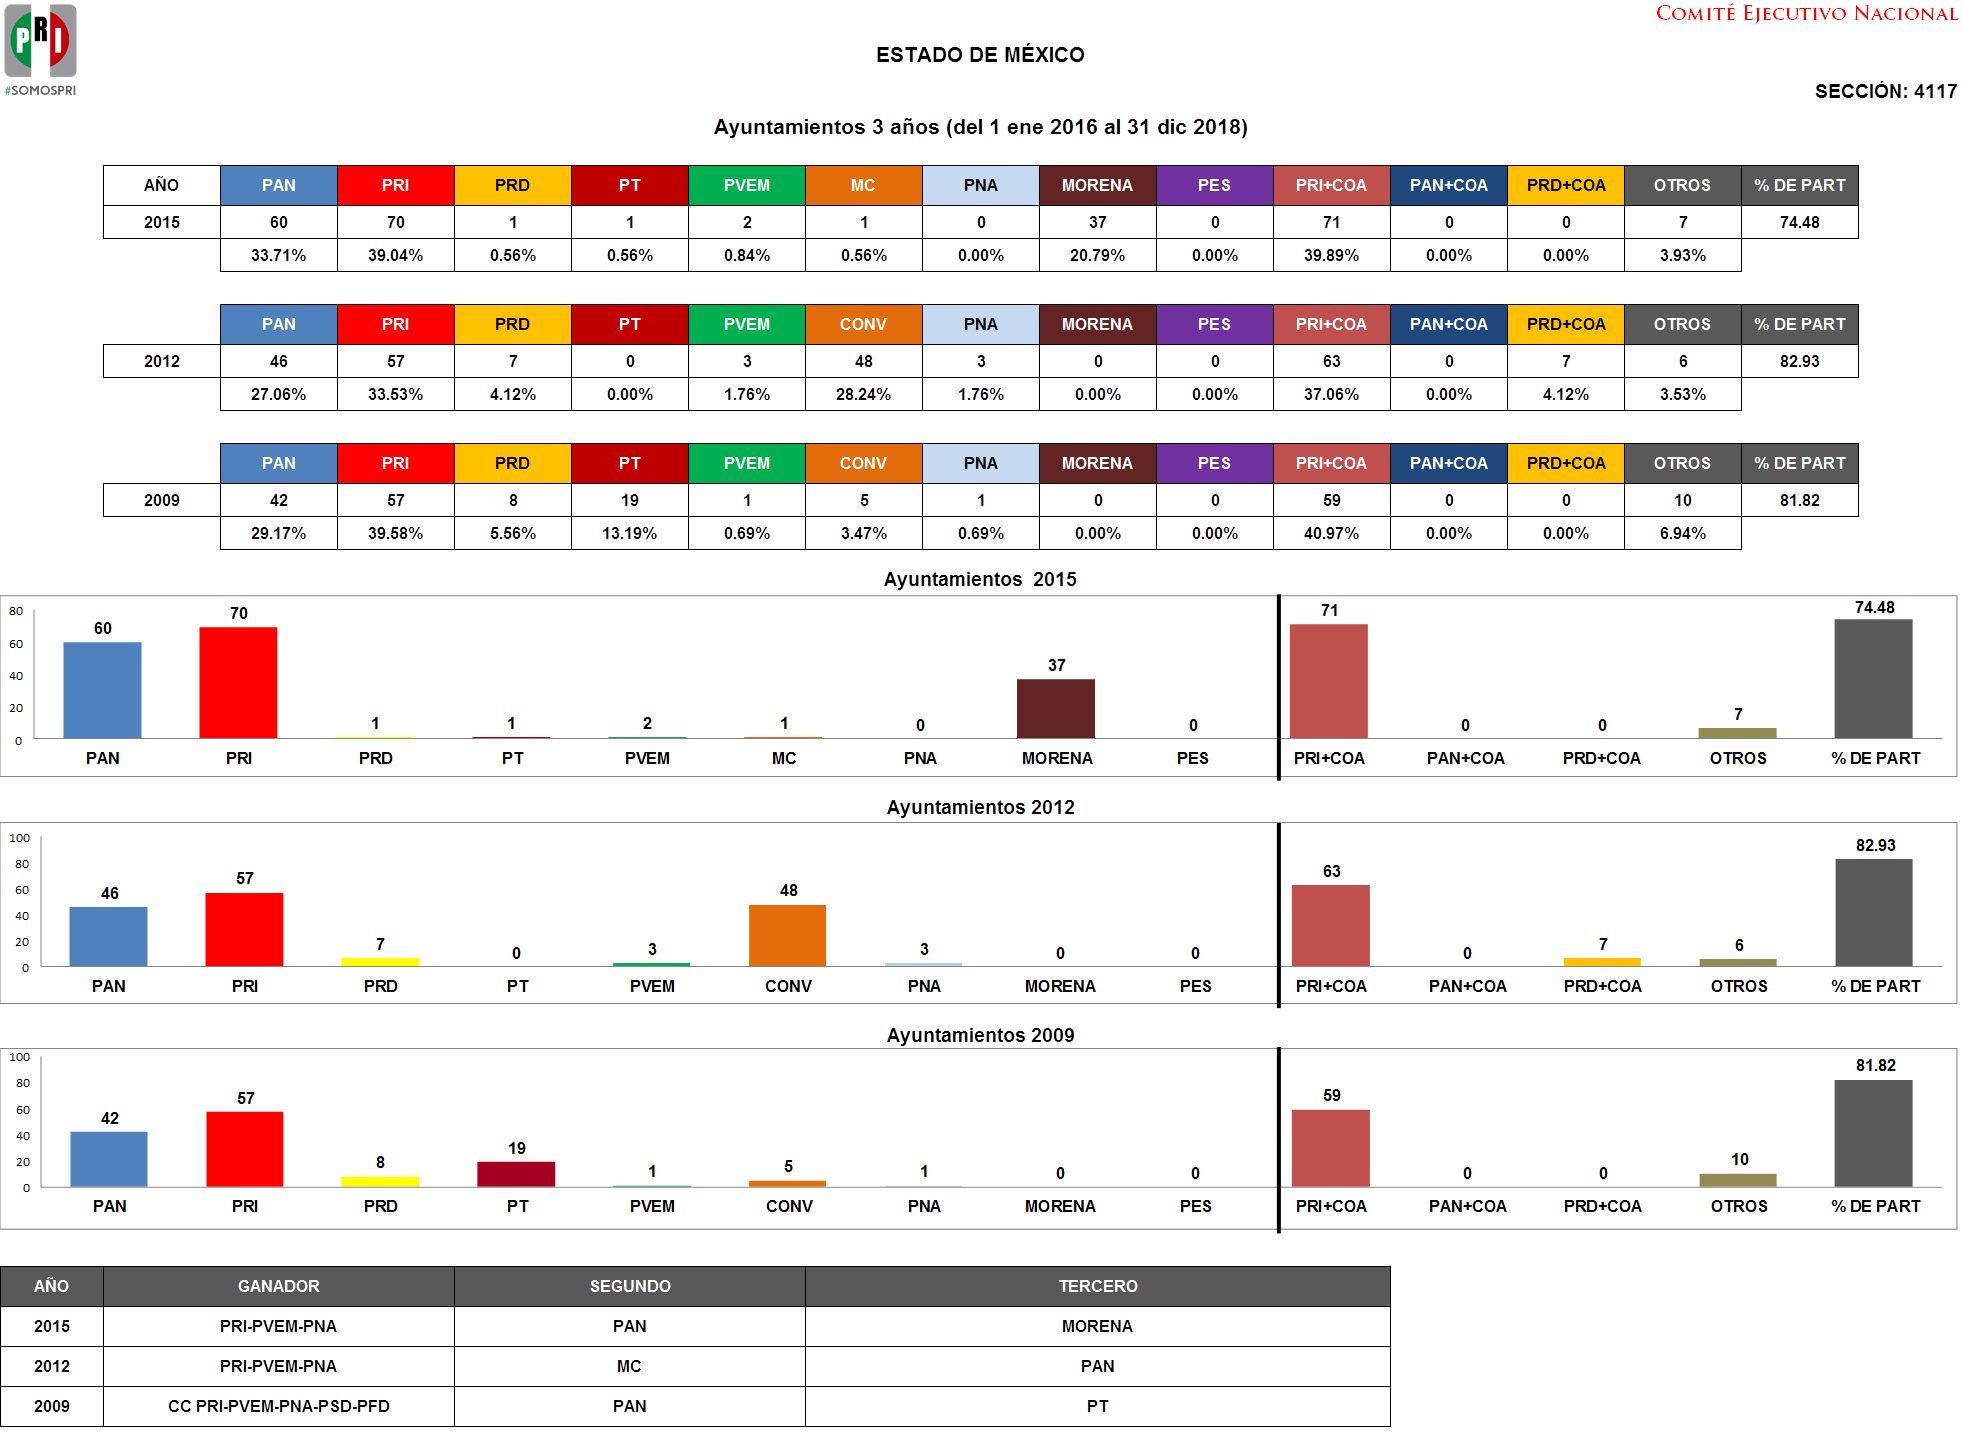 PRI
#SOMOSPRI
COMITÉ EJECUTIVO NACIONAL
ESTADO DE MÉXICO
SECCIÓN: 4117
Ayuntamientos 3 años (del 1 ene 2016 al 31 dic 2018)
AÑO PAN PRI PRD PT PVEM MC PNA MORENA PES PRI+COA PAN+COA PRD+COA OTROS % DE PART
2015 60 70 1 1 2 1 0 37 0 71 0 0 7 74.48
33.71% 39.04% 0.56% 0.56% 0.84% 0.56% 0.00% 20.79% 0.00% 39.89% 0.00% 0.00% 3.93%
PAN PRI PRD PT PVEM CONV PNA MORENA PES PRI+COA PAN+COA PRD+COA OTROS % DE PART
2012 46 57 7 0 3 48 3 0 0 63 0 7 6 82.93
27.06% 33.53% 4.12% 0.00% 1.76% 28.24% 1.76% 0.00% 0.00% 37.06% 0.00% 4.12% 3.53%
PAN PRI PRD PT PVEM CONV PNA MORENA PES PRI+COA PAN+COA PRD+COA OTROS % DE PART
2009 42 57 8 19 1 5 1 0 0 59 0 0 10 81.82
29.17% 39.58% 5.56% 13.19% 0.69% 3.47% 0.69% 0.00% 0.00% 40.97% 0.00% 0.00% 6.94%
Ayuntamientos 2015
80
60
40
20
0
60 70 1 1 2 1 0 37 0 71 0 0 7 74.48
PAN PRI PRD PT PVEM MC PNA MORENA PES PRI+COA PAN+COA PRD+COA OTROS % DE PART
Ayuntamientos 2012
100
80
60
40
20
0
46 57 7 0 3 48 3 0 0 63 0 7 6 82.93
PAN PRI PRD PT PVEM CONV PNA MORENA PES PRI+COA PAN+COA PRD+COA OTROS % DE PART
Ayuntamientos 2009
100
80
60
40
20
0
42 57 8 19 1 5 1 0 0 59 0 0 10 81.82
PAN PRI PRD PT PVEM CONV PNA MORENA PES PRI+COA PAN+COA PRD+COA OTROS % DE PART
AÑO GANADOR SEGUNDO TERCERO
2015 PRI-PVEM-PNA PAN MORENA
2012 PRI-PVEM-PNA MC PAN
2009 CC PRI-PVEM-PNA-PSD-PFD PAN PT